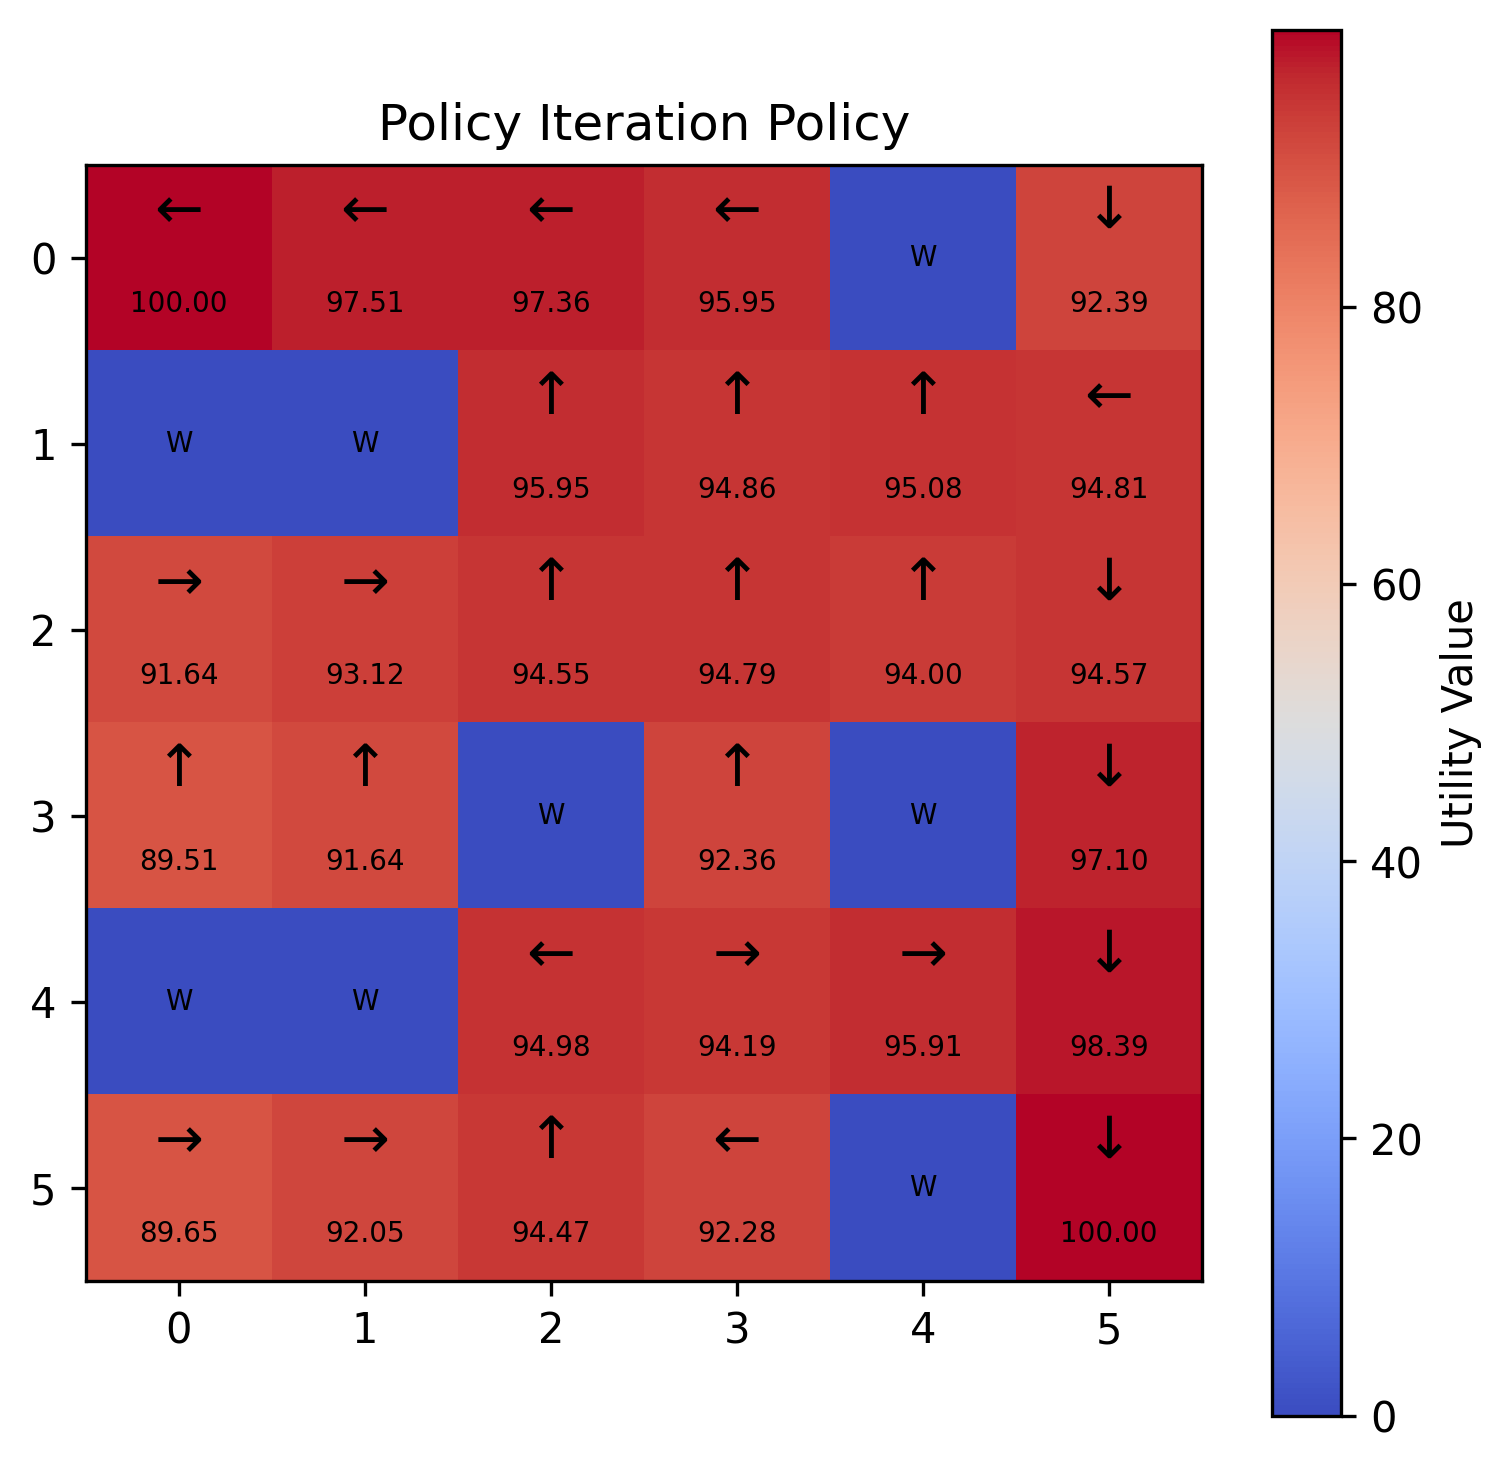 Policy Iteration Policy
← ← ← ← ↓
0 W 80
100.00 97.51 97.36 95.95 92.39
↑ ↑ ↑ ←
1 W W
95.95 94.86 95.08 94.81
→ → ↑ ↑ ↑ ↓
2 60
91.64 93.12 94.55 94.79 94.00 94.57
Utility Value
↑ ↑ ↑ ↓
3 W W 40
89.51 91.64 92.36 97.10
← → → ↓
4 W W
94.98 94.19 95.91 98.39
→ → ↑ ← ↓ 20
5 W
89.65 92.05 94.47 92.28 100.00
0 1 2 3 4 5
0